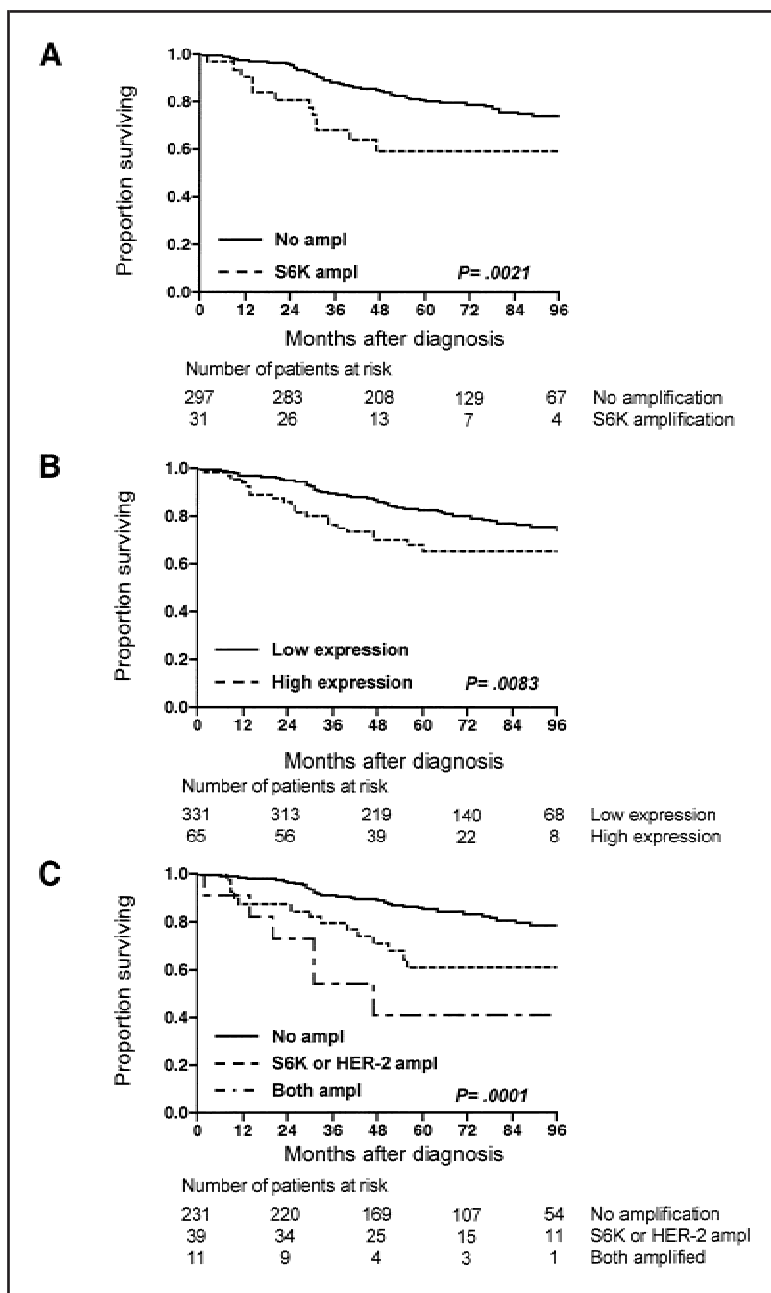 A
Proportion surviving
1.0
0.8
0.6
0.4
0.2
0.0
No ampl
S6K ampl
P= .0021
0 12 24 36 48 60 72 84 96
Months after diagnosis
Number of patients at risk
297 283 208 129 67 No amplification
31 26 13 7 4 S6K amplification
B
Proportion surviving
1.0
0.8
0.6
0.4
0.2
0.0
Low expression
High expression
P= .0083
0 12 24 36 48 60 72 84 96
Months after diagnosis
Number of patients at risk
331 313 219 140 68 Low expression
65 56 39 22 8 High expression
C
Proportion surviving
1.0
0.8
0.6
0.4
0.2
0.0
No ampl
S6K or HER-2 ampl
Both ampl
P= .0001
0 12 24 36 48 60 72 84 96
Months after diagnosis
Number of patients at risk
231 220 169 107 54 No amplification
39 34 25 15 11 S6K or HER-2 ampl
11 9 4 3 1 Both amplified